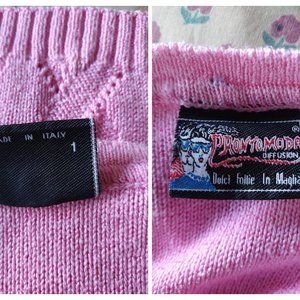 ADE IN ITALY
1
PRONTOMODA
DIFFUSION
Dolci Follie In Maglia